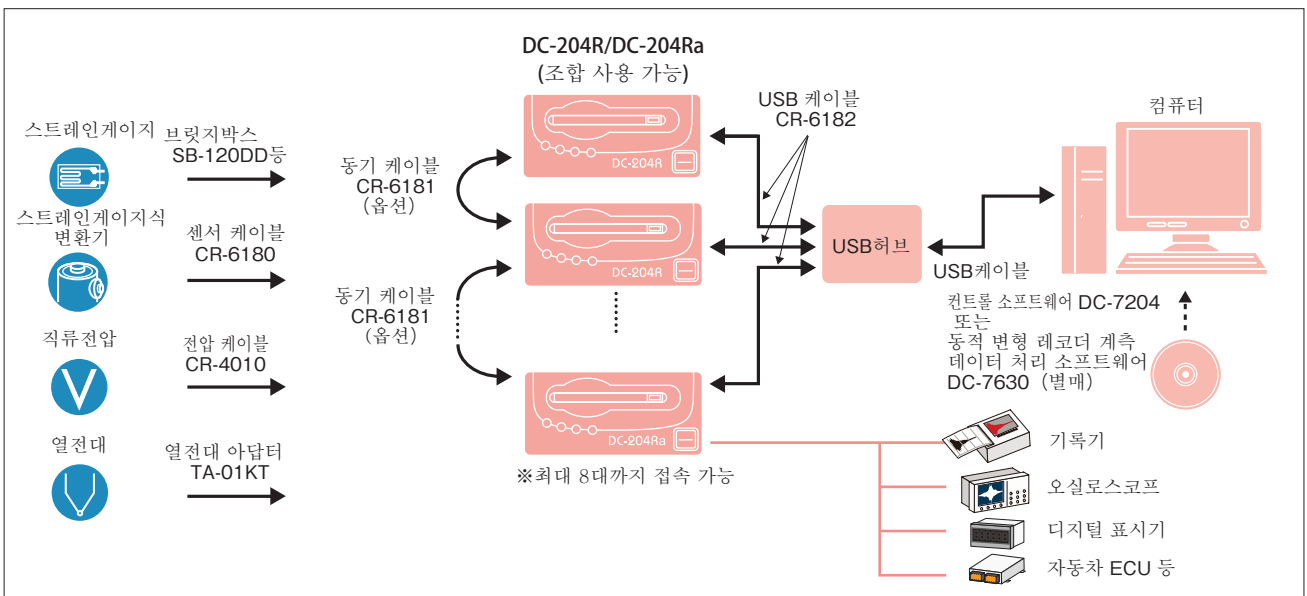 DC-204R/DC-204Ra
(조합 사용 가능)
스트레인게이지
브릿지박스
SB-120DD등
스트레인게이지식
변환기
센서 케이블
CR-6180
직류전압
V
전압 케이블
CR-4010
열전대
열전대 아답터
TA-01KT
동기 케이블
CR-6181
(옵션)
동기 케이블
CR-6181
(옵션)
DC-204R
DC-204R
DC-204Ra
※최대 8대까지 접속 가능
USB 케이블
CR-6182
USB허브
USB케이블
컴퓨터
컨트롤 소프트웨어 DC-7204
또는
동적 변형 레코더 계측
데이터 처리 소프트웨어
DC-7630 (별매)
기록기
오실로스코프
디지털 표시기
자동차 ECU 등